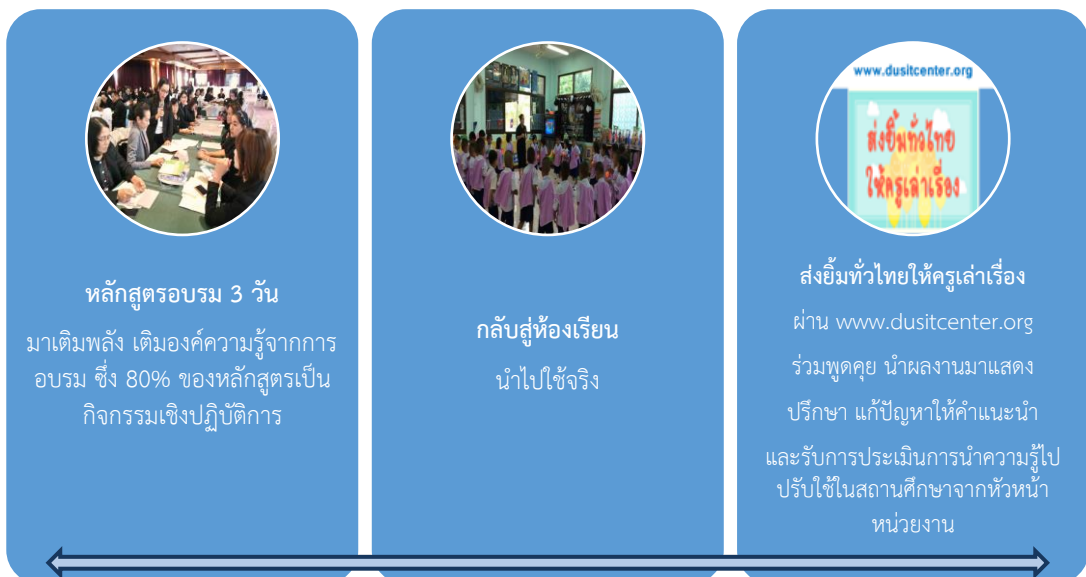 หลักสูตรอบรม 3 วัน
มาเติมพลัง เติมองค์ความรู้จากการ
อบรม ซึ่ง 80% ของหลักสูตรเป็น
กิจกรรมเชิงปฏิบัติการ
กลับสู่ห้องเรียน
นำไปใช้จริง
www.dusitcenter.org
ส่งยิ้มทั่วไทย
ให้ครูเล่าเรื่อง
ส่งยิ้มทั่วไทยให้ครูเล่าเรื่อง
ผ่าน www.dusitcenter.org
ร่วมพูดคุย นำผลงานมาแสดง
ปรึกษา แก้ปัญหาให้คำแนะนำ
และรับการประเมินการนำความรู้ไป
ปรับใช้ในสถานศึกษาจากหัวหน้า
หน่วยงาน